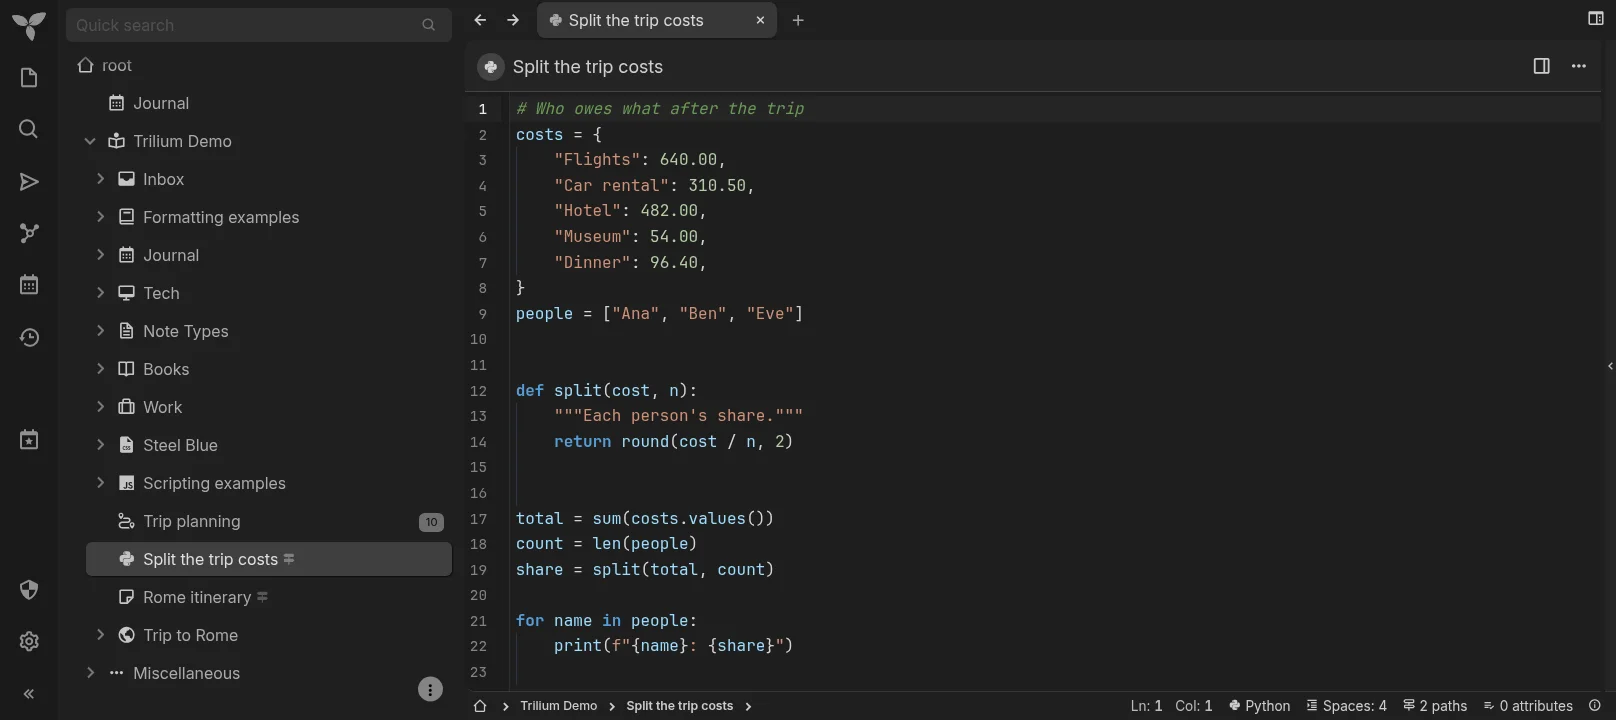 Quick search
root
Journal
Trilium Demo
Inbox
Formatting examples
Journal
Tech
Note Types
Books
Work
Steel Blue
Scripting examples
Trip planning 10
Split the trip costs
Rome itinerary
Trip to Rome
Miscellaneous
Split the trip costs
Split the trip costs
1 # Who owes what after the trip
2 costs = {
3     "Flights": 640.00,
4     "Car rental": 310.50,
5     "Hotel": 482.00,
6     "Museum": 54.00,
7     "Dinner": 96.40,
8 }
9 people = ["Ana", "Ben", "Eve"]
10
11
12 def split(cost, n):
13     """Each person's share."""
14     return round(cost / n, 2)
15
16
17 total = sum(costs.values())
18 count = len(people)
19 share = split(total, count)
20
21 for name in people:
22     print(f"{name}: {share}")
23
Trilium Demo > Split the trip costs > Ln: 1 Col: 1 Python Spaces: 4 2 paths 0 attributes